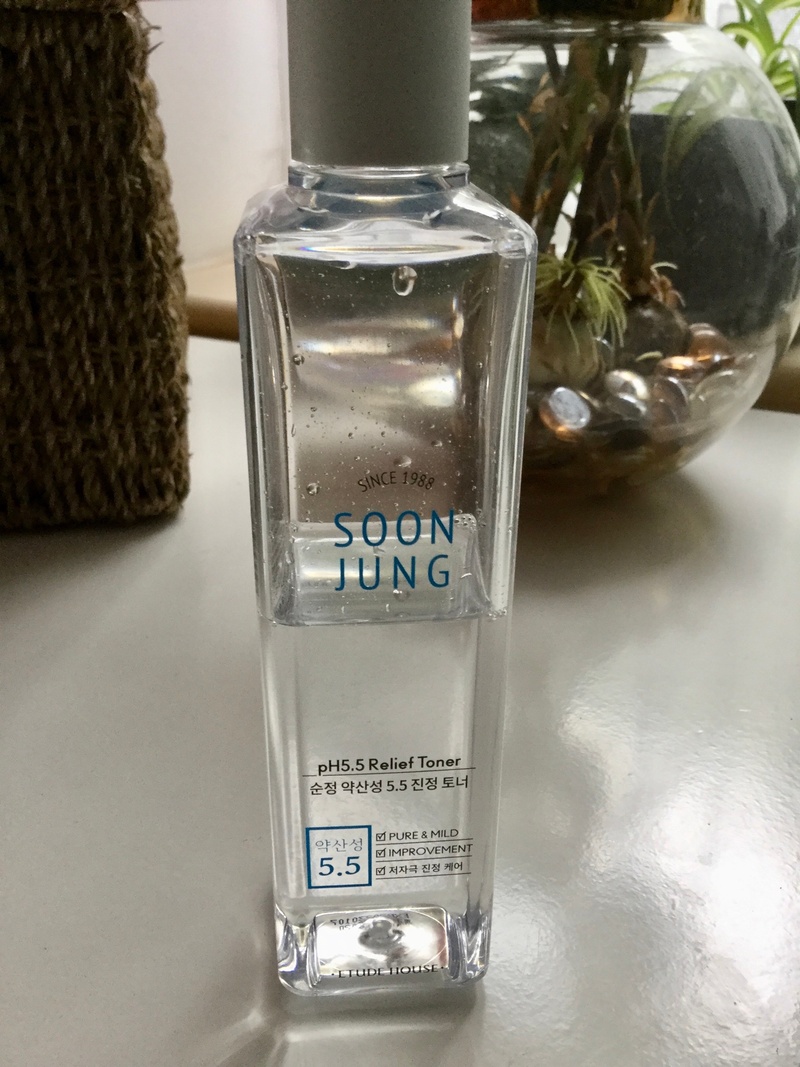 SINCE 1988
SOON
JUNG
pH5.5 Relief Toner
순정 약산성 5.5 진정 토너
약산성
5.5
☑ PURE & MILD
☑ IMPROVEMENT
☑ 저자극 진정 케어
·ETUDE HOUSE·